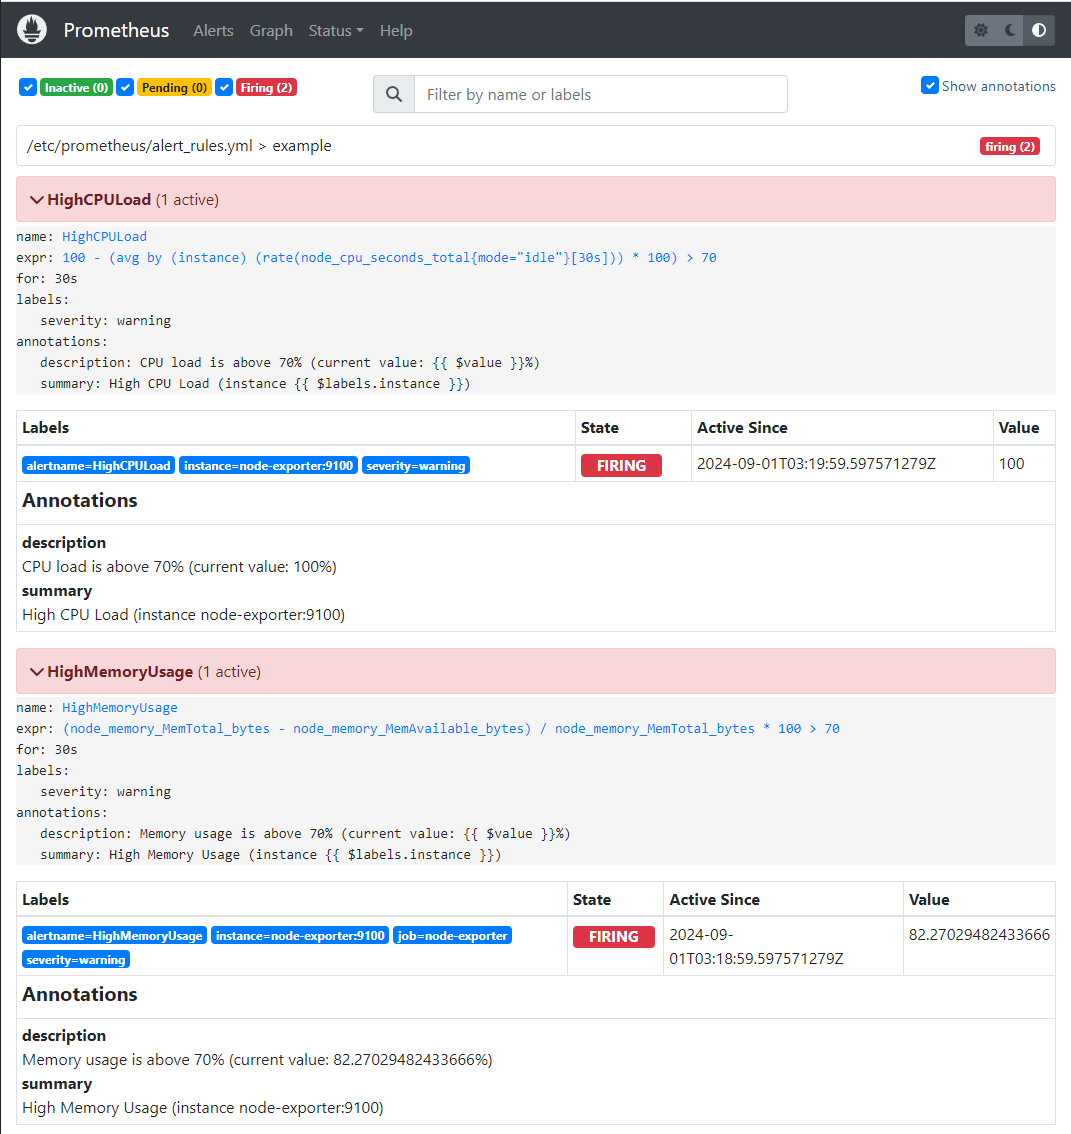 Prometheus Alerts Graph Status Help
Inactive (0) Pending (0) Firing (2) Filter by name or labels Show annotations
/etc/prometheus/alert_rules.yml > example firing (2)
HighCPULoad (1 active)
name: HighCPULoad
expr: 100 - (avg by (instance) (rate(node_cpu_seconds_total{mode="idle"}[30s])) * 100) > 70
for: 30s
labels:
severity: warning
annotations:
description: CPU load is above 70% (current value: {{ $value }}%)
summary: High CPU Load (instance {{ $labels.instance }})
Labels State Active Since Value
alertname=HighCPULoad instance=node-exporter:9100 severity=warning FIRING 2024-09-01T03:19:59.597571279Z 100
Annotations
description
CPU load is above 70% (current value: 100%)
summary
High CPU Load (instance node-exporter:9100)
HighMemoryUsage (1 active)
name: HighMemoryUsage
expr: (node_memory_MemTotal_bytes - node_memory_MemAvailable_bytes) / node_memory_MemTotal_bytes * 100 > 70
for: 30s
labels:
severity: warning
annotations:
description: Memory usage is above 70% (current value: {{ $value }}%)
summary: High Memory Usage (instance {{ $labels.instance }})
Labels State Active Since Value
alertname=HighMemoryUsage instance=node-exporter:9100 job=node-exporter FIRING 2024-09- 82.27029482433666
severity=warning 01T03:18:59.597571279Z
Annotations
description
Memory usage is above 70% (current value: 82.27029482433666%)
summary
High Memory Usage (instance node-exporter:9100)